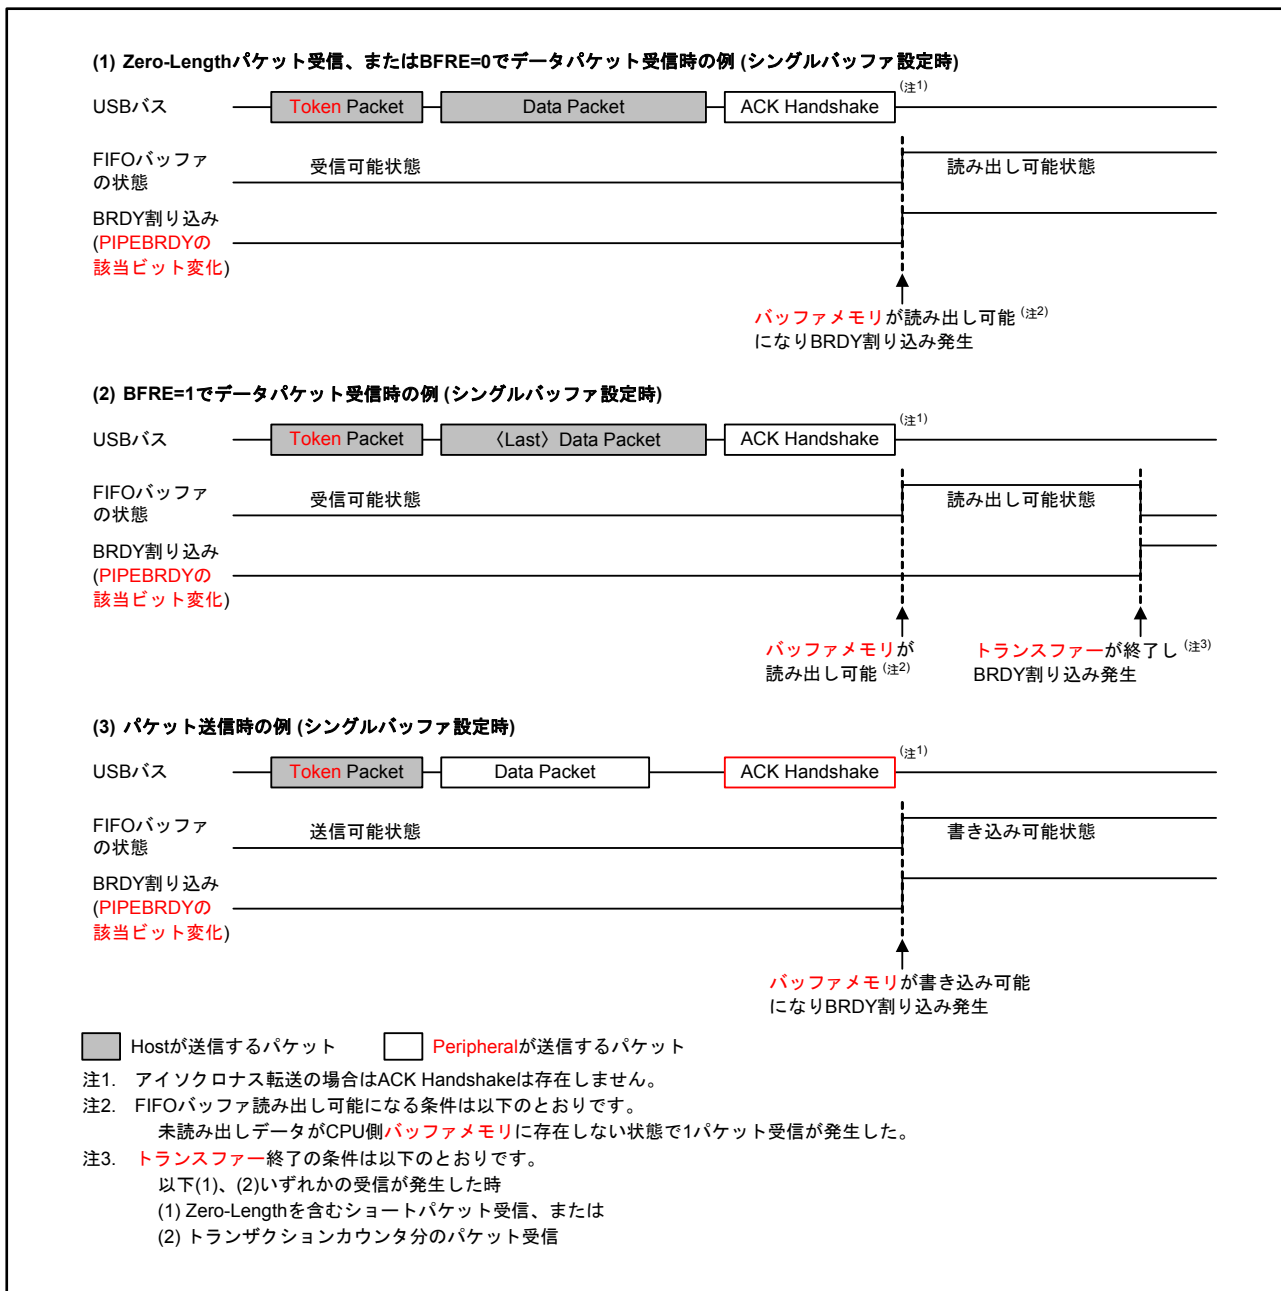 (1) Zero-Lengthパケット受信、またはBFRE=0でデータパケット受信時の例 (シングルバッファ設定時)
USBバス Token Packet Data Packet ACK Handshake (注1)
FIFOバッファ
の状態
受信可能状態 読み出し可能状態
BRDY割り込み
(PIPEBRDYの
該当ビット変化)
バッファメモリが読み出し可能 (注2)
になりBRDY割り込み発生
(2) BFRE=1でデータパケット受信時の例 (シングルバッファ設定時)
USBバス Token Packet 〈Last〉Data Packet ACK Handshake (注1)
FIFOバッファ
の状態
受信可能状態 読み出し可能状態
BRDY割り込み
(PIPEBRDYの
該当ビット変化)
バッファメモリが
読み出し可能 (注2)
トランスファーが終了し (注3)
BRDY割り込み発生
(3) パケット送信時の例 (シングルバッファ設定時)
USBバス Token Packet Data Packet ACK Handshake (注1)
FIFOバッファ
の状態
送信可能状態 書き込み可能状態
BRDY割り込み
(PIPEBRDYの
該当ビット変化)
バッファメモリが書き込み可能
になりBRDY割り込み発生
Hostが送信するパケット Peripheralが送信するパケット
注1. アイソクロナス転送の場合はACK Handshakeは存在しません。
注2. FIFOバッファ読み出し可能になる条件は以下のとおりです。
未読み出しデータがCPU側バッファメモリに存在しない状態で1パケット受信が発生した。
注3. トランスファー終了の条件は以下のとおりです。
以下(1)、(2)いずれかの受信が発生した時
(1) Zero-Lengthを含むショートパケット受信、または
(2) トランザクションカウンタ分のパケット受信